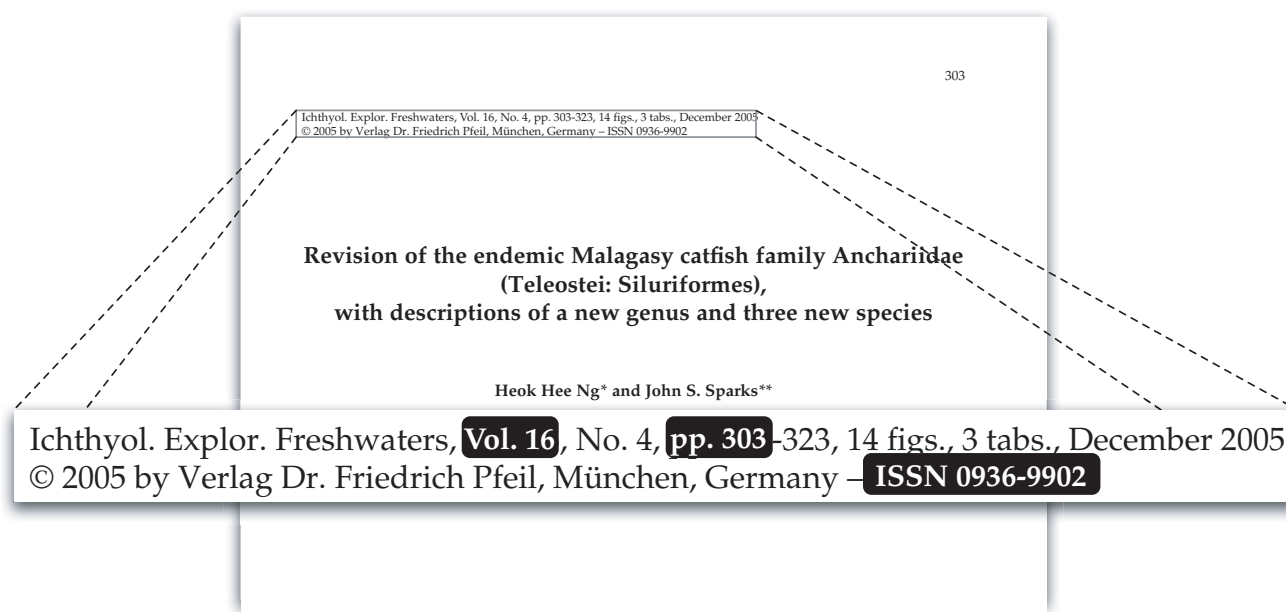 303
Ichthyol. Explor. Freshwaters, Vol. 16, No. 4, pp. 303-323, 14 figs., 3 tabs., December 2005
© 2005 by Verlag Dr. Friedrich Pfeil, München, Germany – ISSN 0936-9902
Revision of the endemic Malagasy catfish family Anchariidae
(Teleostei: Siluriformes),
with descriptions of a new genus and three new species
Heok Hee Ng* and John S. Sparks**
Ichthyol. Explor. Freshwaters, Vol. 16, No. 4, pp. 303-323, 14 figs., 3 tabs., December 2005
© 2005 by Verlag Dr. Friedrich Pfeil, München, Germany – ISSN 0936-9902